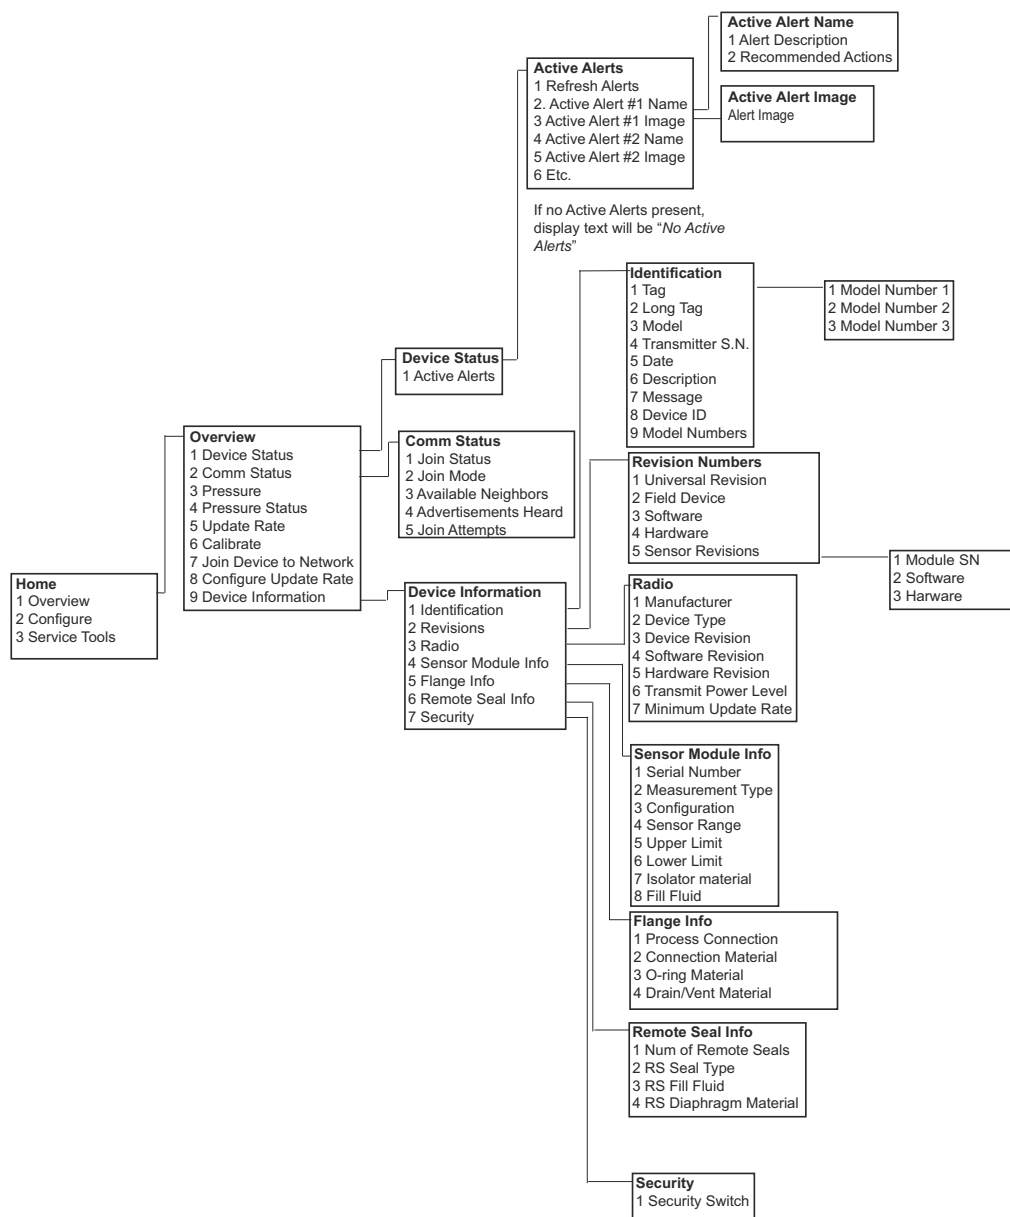 Active Alert Name
1 Alert Description
2 Recommended Actions
Active Alerts
1 Refresh Alerts
2. Active Alert #1 Name
3 Active Alert #1 Image
4 Active Alert #2 Name
5 Active Alert #2 Image
6 Etc.
Active Alert Image
Alert Image
If no Active Alerts present,
display text will be “No Active
Alerts”
Identification
1 Tag
2 Long Tag
3 Model
4 Transmitter S.N.
5 Date
6 Description
7 Message
8 Device ID
9 Model Numbers
1 Model Number 1
2 Model Number 2
3 Model Number 3
Device Status
1 Active Alerts
Overview
1 Device Status
2 Comm Status
3 Pressure
4 Pressure Status
5 Update Rate
6 Calibrate
7 Join Device to Network
8 Configure Update Rate
9 Device Information
Comm Status
1 Join Status
2 Join Mode
3 Available Neighbors
4 Advertisements Heard
5 Join Attempts
Revision Numbers
1 Universal Revision
2 Field Device
3 Software
4 Hardware
5 Sensor Revisions
1 Module SN
2 Software
3 Harware
Home
1 Overview
2 Configure
3 Service Tools
Device Information
1 Identification
2 Revisions
3 Radio
4 Sensor Module Info
5 Flange Info
6 Remote Seal Info
7 Security
Radio
1 Manufacturer
2 Device Type
3 Device Revision
4 Software Revision
5 Hardware Revision
6 Transmit Power Level
7 Minimum Update Rate
Sensor Module Info
1 Serial Number
2 Measurement Type
3 Configuration
4 Sensor Range
5 Upper Limit
6 Lower Limit
7 Isolator material
8 Fill Fluid
Flange Info
1 Process Connection
2 Connection Material
3 O-ring Material
4 Drain/Vent Material
Remote Seal Info
1 Num of Remote Seals
2 RS Seal Type
3 RS Fill Fluid
4 RS Diaphragm Material
Security
1 Security Switch